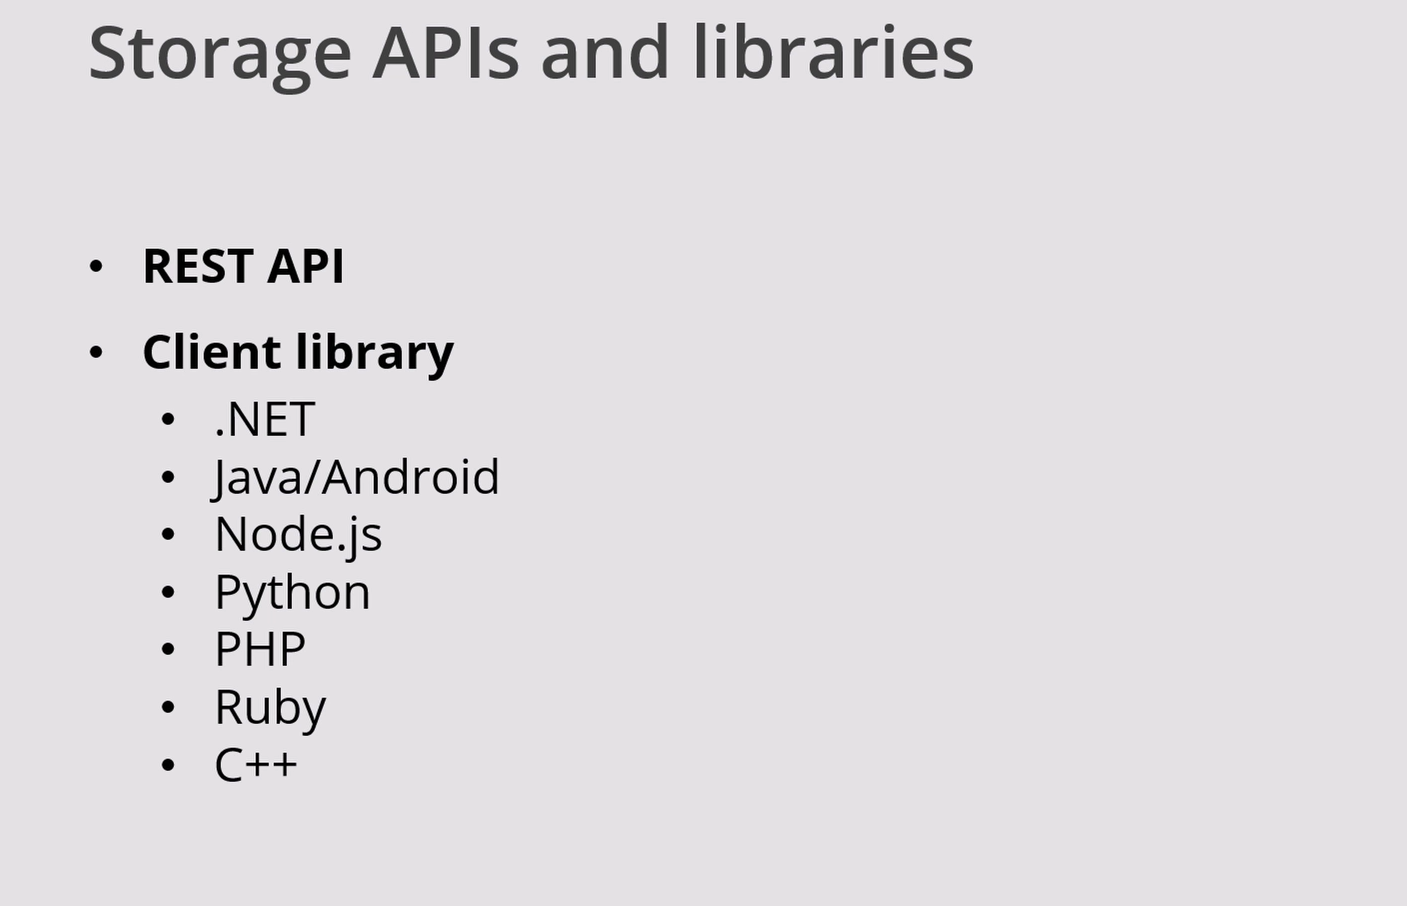 Storage APIs and libraries
• REST API
• Client library
• .NET
• Java/Android
• Node.js
• Python
• PHP
• Ruby
• C++